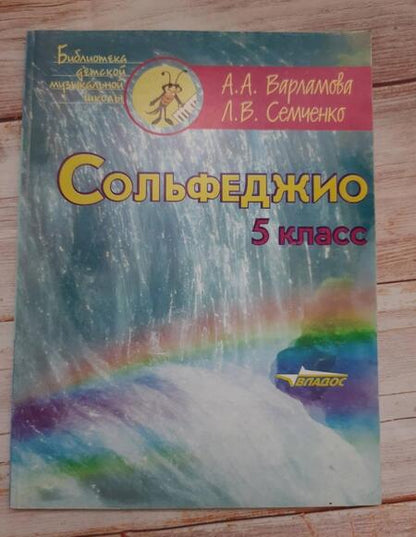 Библиотека
детской
музыкальной
школы
А.А. Варламова
Л.В. Семченко
Сольфеджио
5 класс
ВЛАДОС